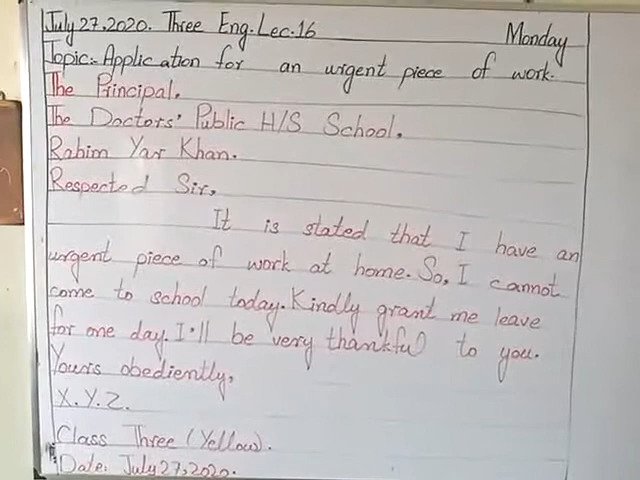 July 27, 2020. Three Eng. Lec. 16 Monday
Topic:- Application for an urgent piece of work.
The Principal,
The Doctors' Public H/S School,
Rahim Yar Khan.
Respected Sir,
It is stated that I have an
urgent piece of work at home. So, I cannot
come to school today. Kindly grant me leave
for one day. I'll be very thankful to you.
Yours obediently,
X.Y.Z.
Class Three (Yellow).
Date: July 27, 2020.